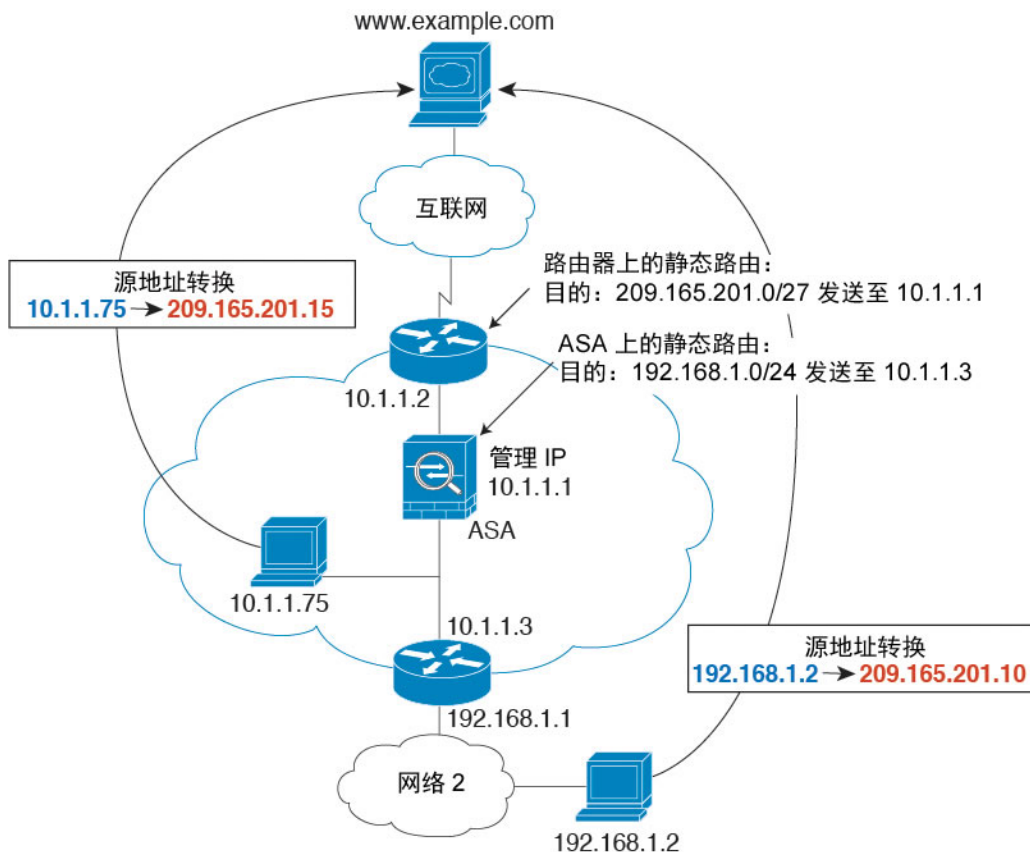 www.example.com
互联网
源地址转换
10.1.1.75 → 209.165.201.15
路由器上的静态路由：
目的：209.165.201.0/27 发送至 10.1.1.1
ASA 上的静态路由：
目的：192.168.1.0/24 发送至 10.1.1.3
10.1.1.2
管理 IP
10.1.1.1
ASA
10.1.1.75
10.1.1.3
源地址转换
192.168.1.2 → 209.165.201.10
192.168.1.1
网络 2
192.168.1.2